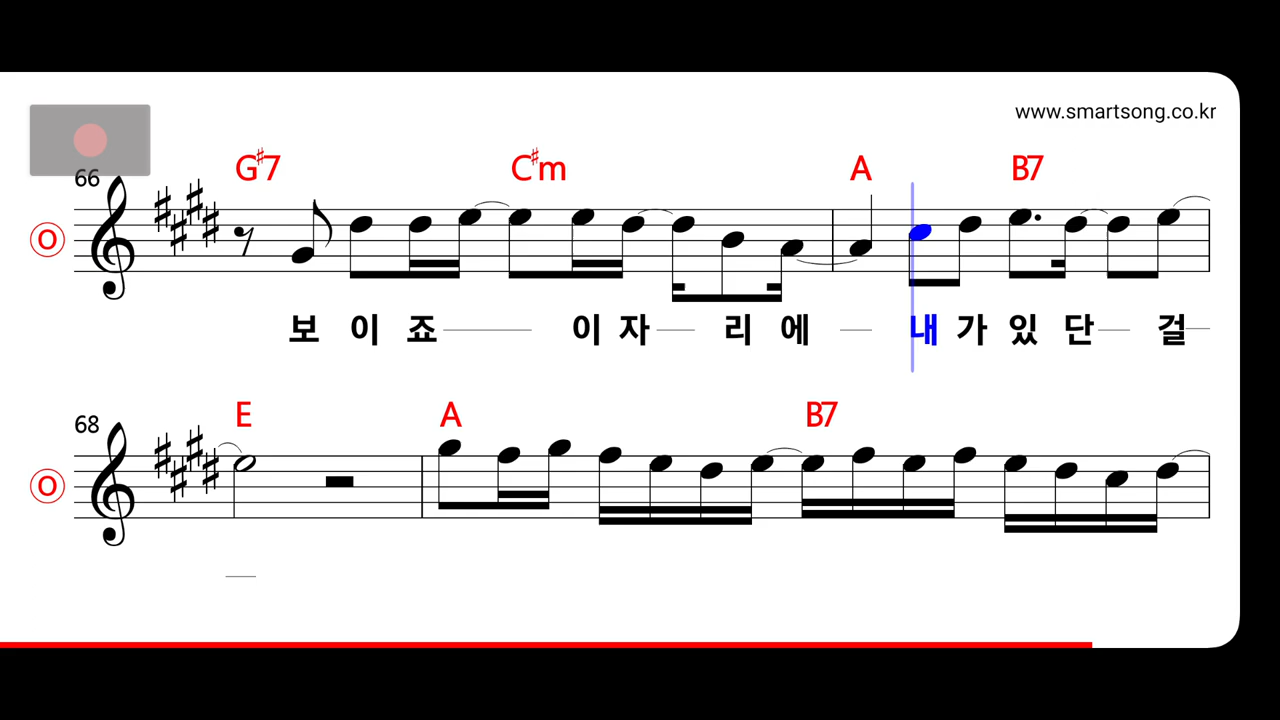 www.smartsong.co.kr
66
G♯7 C♯m A B7
O
보 이 죠 이 자 리 에 내 가 있 단 걸
68
E A B7
O